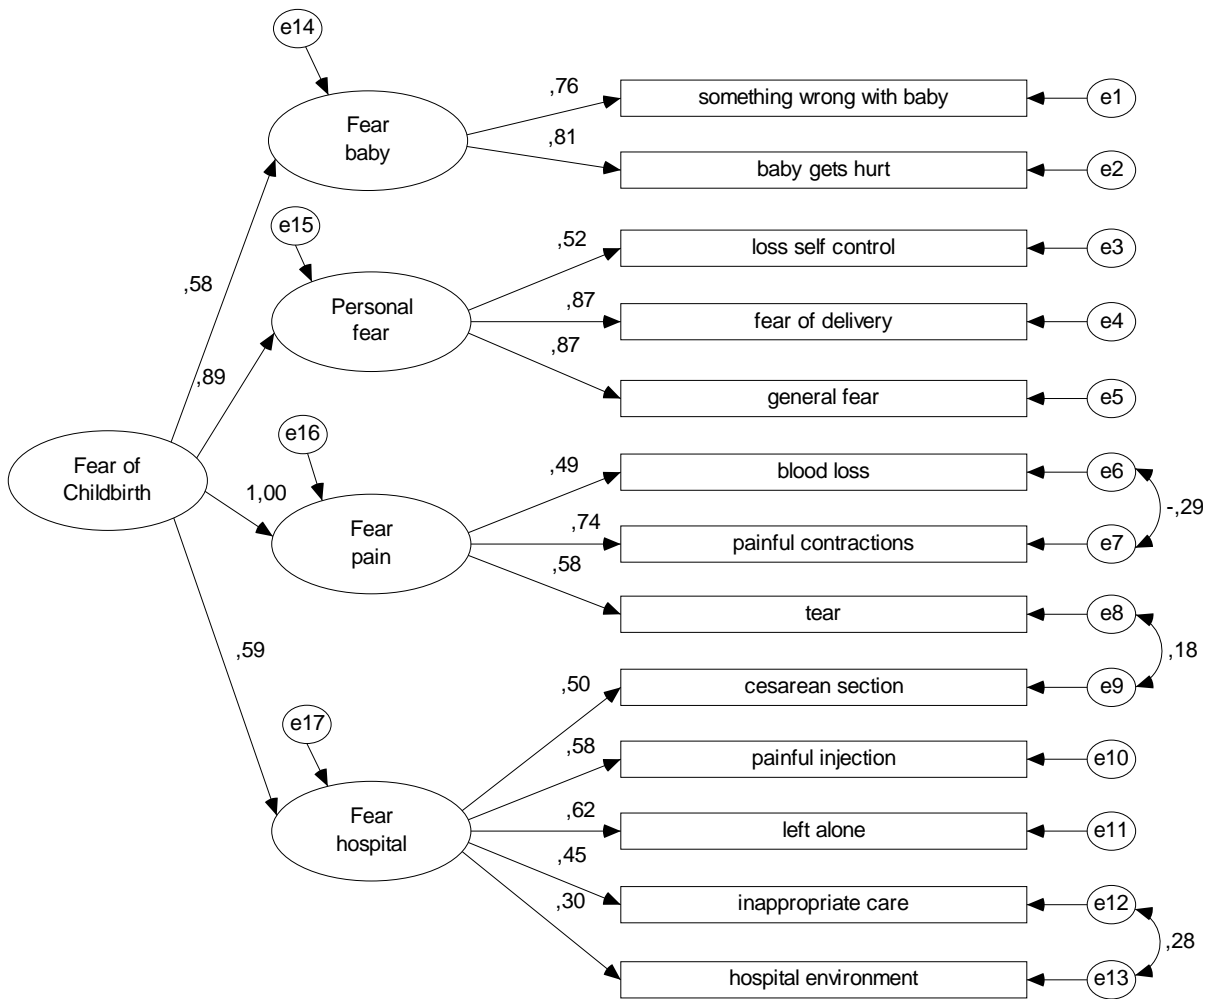 e14
,76
something wrong with baby
e1
Fear
baby
,81
baby gets hurt
e2
e15
,52
loss self control
e3
,58
Personal
fear
,87
fear of delivery
e4
,89
,87
general fear
e5
e16
Fear of
Childbirth
,49
blood loss
e6
1,00
-,29
Fear
pain
,74
painful contractions
e7
,58
tear
e8
,59
,18
,50
cesarean section
e9
e17
,58
painful injection
e10
Fear
hospital
,62
left alone
e11
,45
inappropriate care
e12
,30
,28
hospital environment
e13